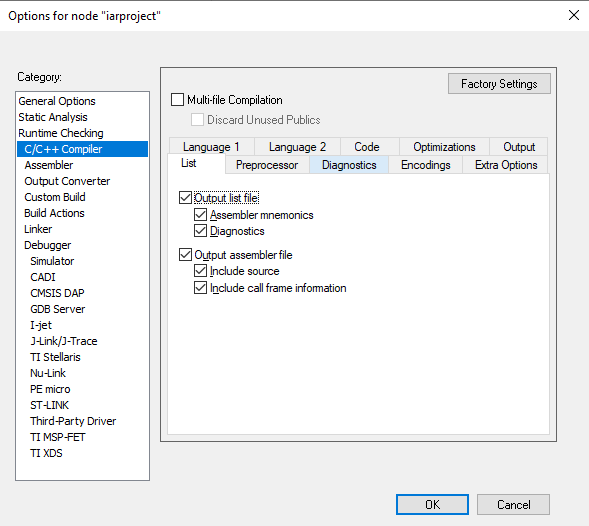 Options for node "iarproject"
Category:
General Options
Static Analysis
Runtime Checking
C/C++ Compiler
Assembler
Output Converter
Custom Build
Build Actions
Linker
Debugger
Simulator
CADI
CMSIS DAP
GDB Server
I-jet
J-Link/J-Trace
TI Stellaris
Nu-Link
PE micro
ST-LINK
Third-Party Driver
TI MSP-FET
TI XDS
Factory Settings
Multi-file Compilation
Discard Unused Publics
Language 1 Language 2 Code Optimizations Output
List Preprocessor Diagnostics Encodings Extra Options
Output list file
Assembler mnemonics
Diagnostics
Output assembler file
Include source
Include call frame information
OK Cancel